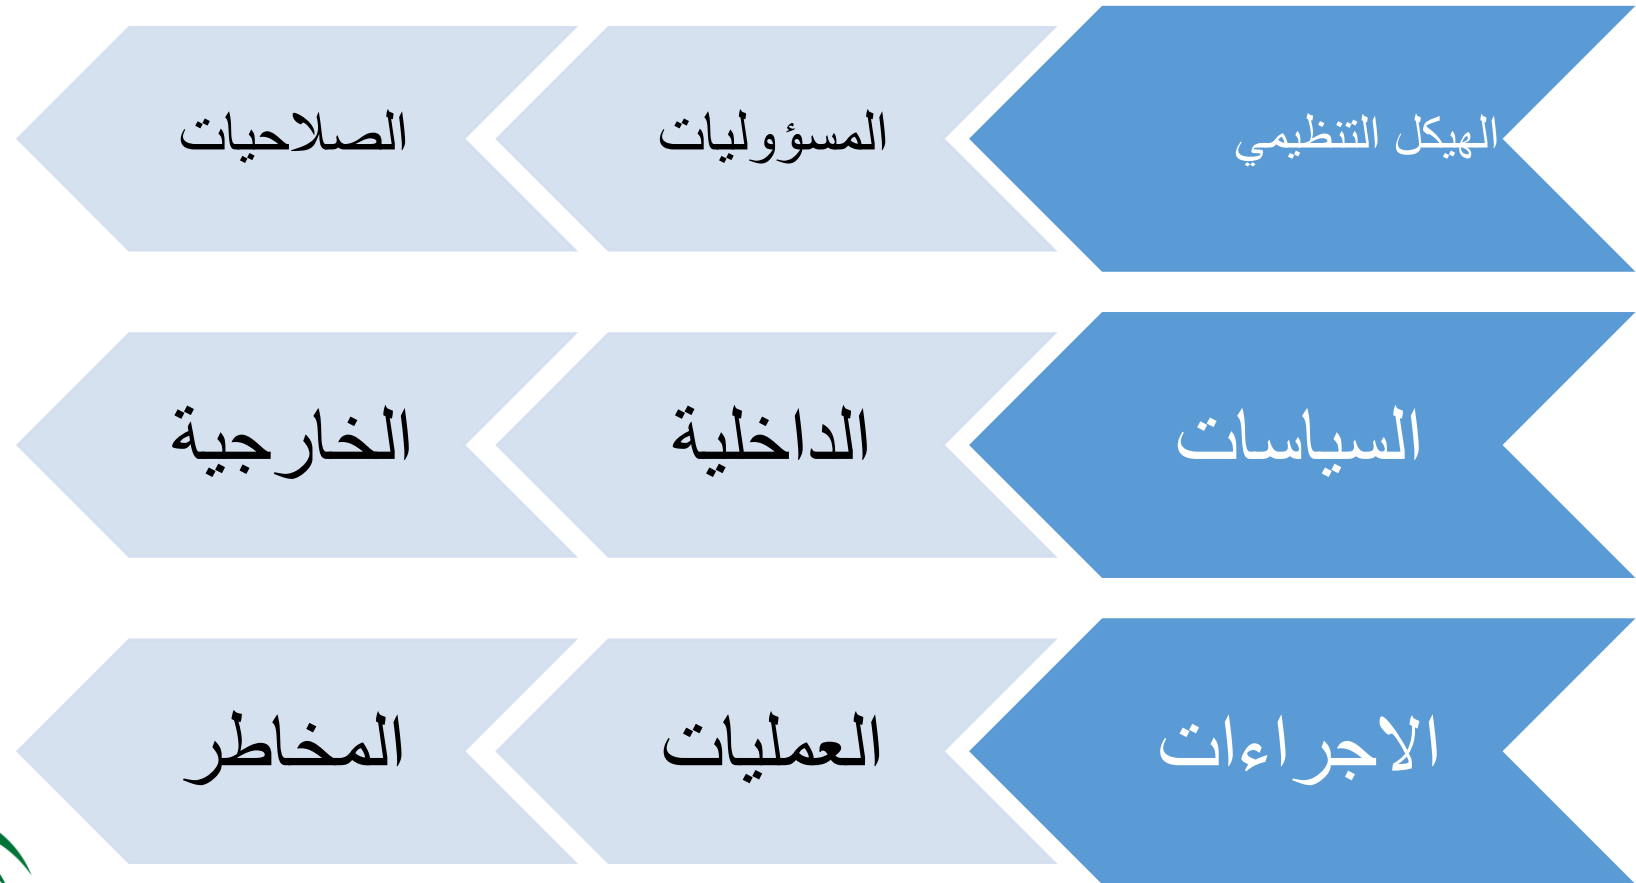 الهيكل التنظيمي
المسؤوليات
الصلاحيات
السياسات
الداخلية
الخارجية
الاجراءات
العمليات
المخاطر